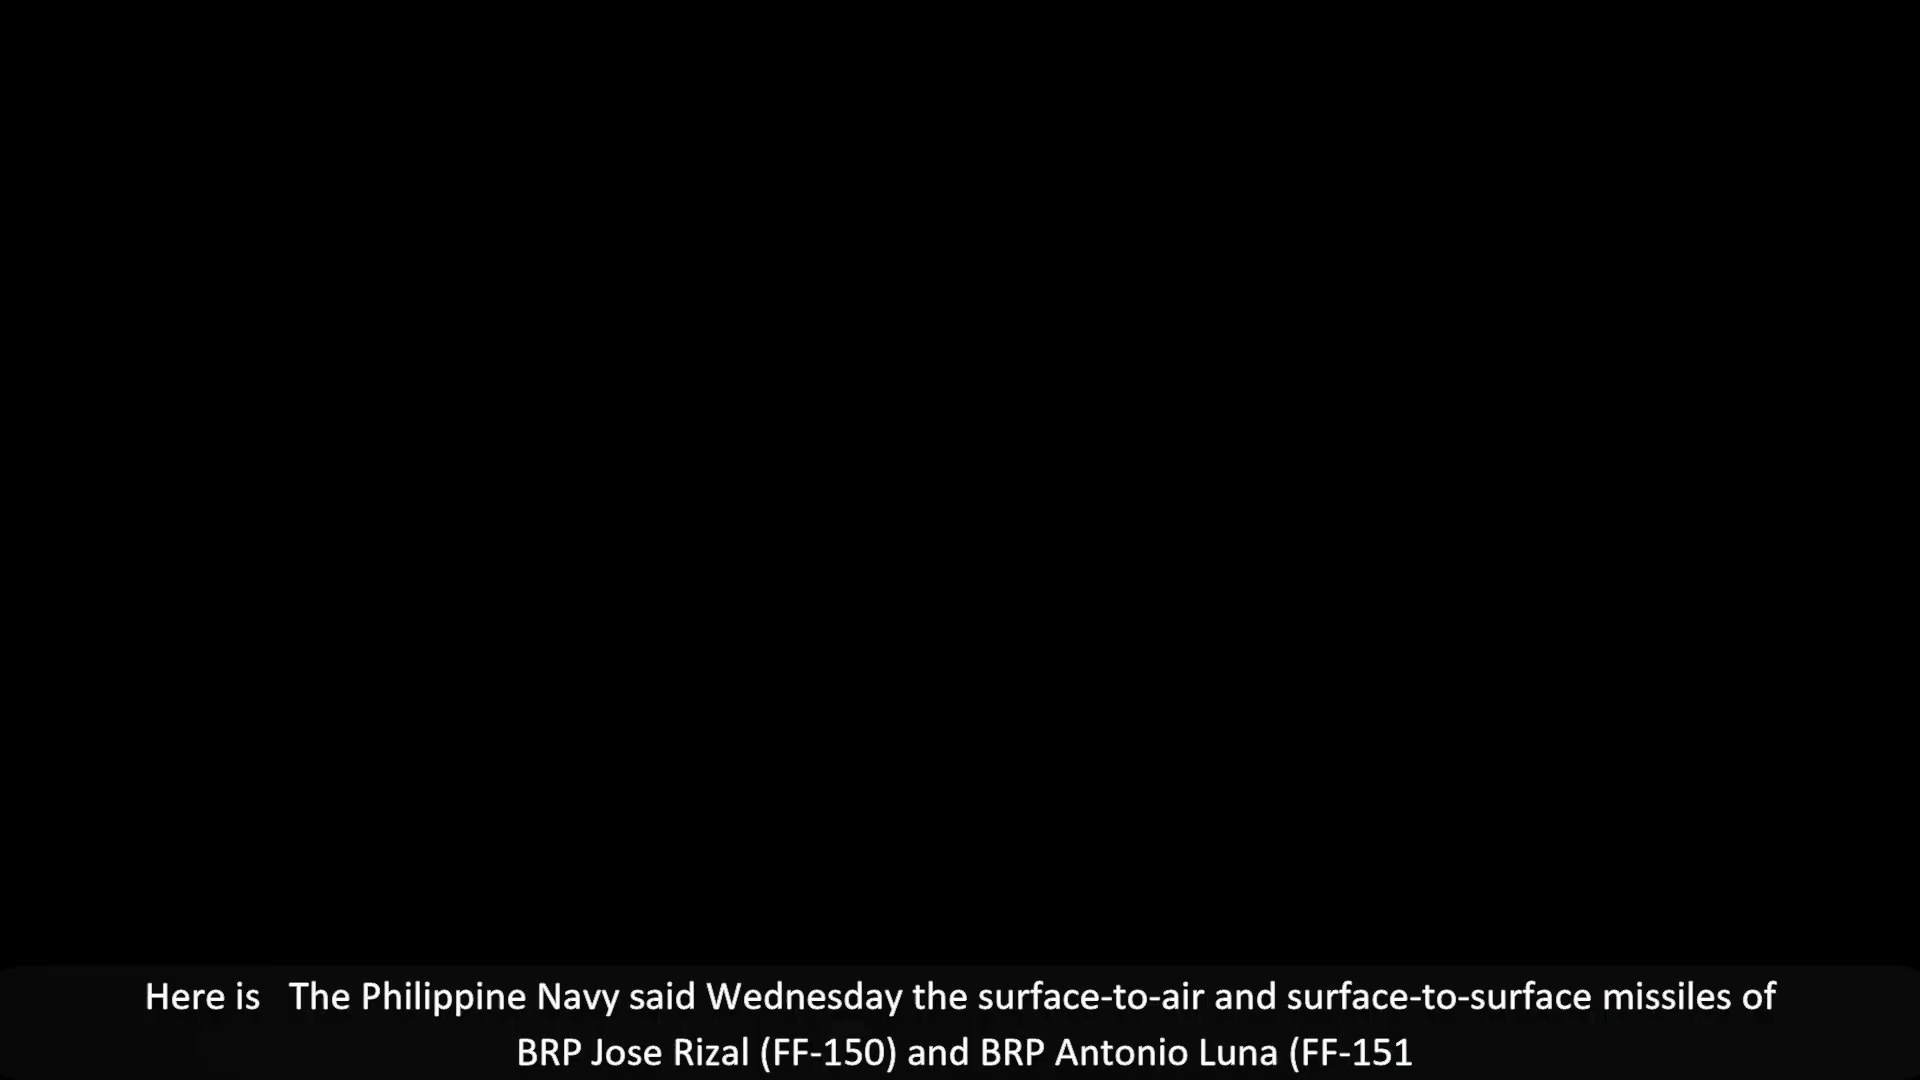 Here is   The Philippine Navy said Wednesday the surface-to-air and surface-to-surface missiles of
BRP Jose Rizal (FF-150) and BRP Antonio Luna (FF-151